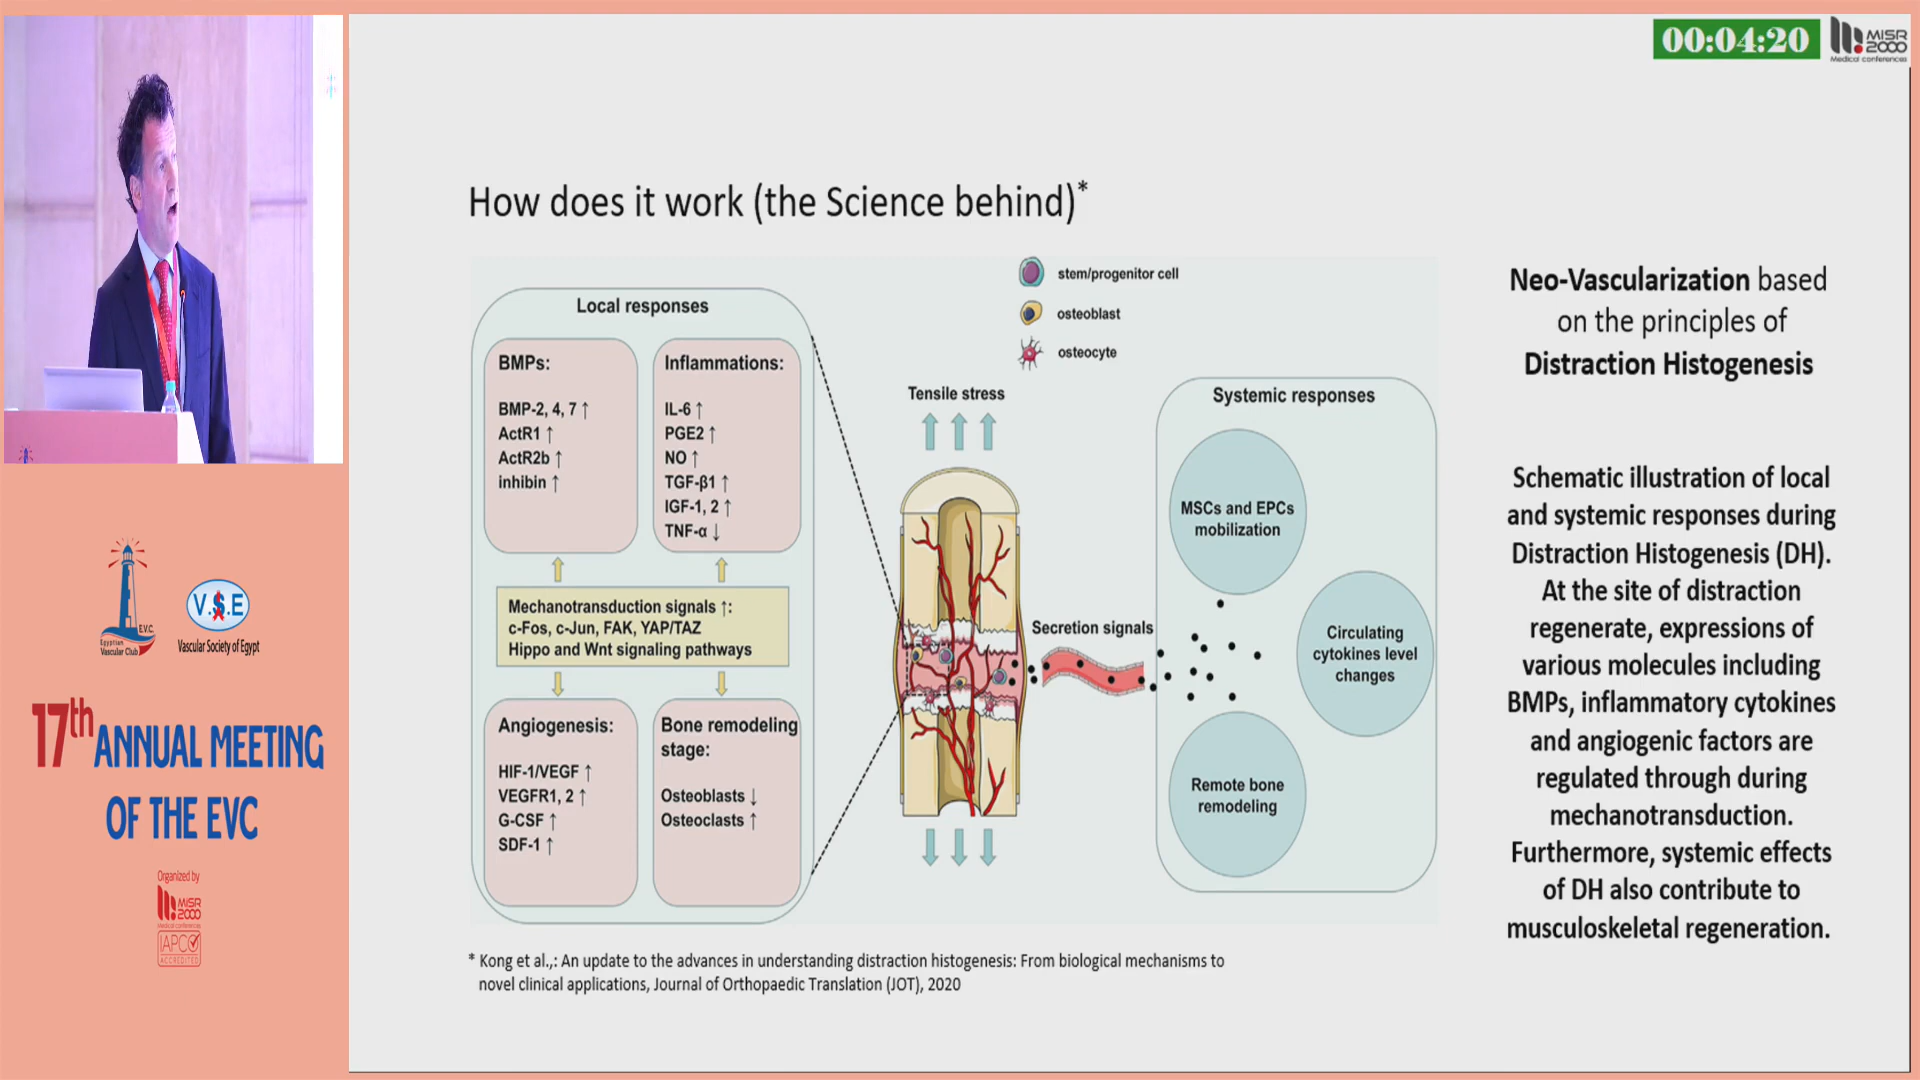 00:04:20
MISR
2000
Medical conferences
How does it work (the Science behind)*
stem/progenitor cell
osteoblast
osteocyte
Local responses
BMPs:
BMP-2, 4, 7 ↑
ActR1 ↑
ActR2b ↑
inhibin ↑
Inflammations:
IL-6 ↑
PGE2 ↑
NO ↑
TGF-β1 ↑
IGF-1, 2 ↑
TNF-α ↓
Mechanotransduction signals ↑:
c-Fos, c-Jun, FAK, YAP/TAZ
Hippo and Wnt signaling pathways
Angiogenesis:
HIF-1/VEGF ↑
VEGFR1, 2 ↑
G-CSF ↑
SDF-1 ↑
Bone remodeling
stage:
Osteoblasts ↓
Osteoclasts ↑
Tensile stress
Secretion signals
Systemic responses
MSCs and EPCs
mobilization
Circulating
cytokines level
changes
Remote bone
remodeling
Neo-Vascularization based
on the principles of
Distraction Histogenesis
Schematic illustration of local
and systemic responses during
Distraction Histogenesis (DH).
At the site of distraction
regenerate, expressions of
various molecules including
BMPs, inflammatory cytokines
and angiogenic factors are
regulated through during
mechanotransduction.
Furthermore, systemic effects
of DH also contribute to
musculoskeletal regeneration.
* Kong et al.,: An update to the advances in understanding distraction histogenesis: From biological mechanisms to
novel clinical applications, Journal of Orthopaedic Translation (JOT), 2020
E.V.C.
Egyptian
Vascular Club
V.S.E
Vascular Society of Egypt
17th ANNUAL MEETING
OF THE EVC
Organized by
MISR
2000
Medical conferences
IAPCO
ACCREDITED